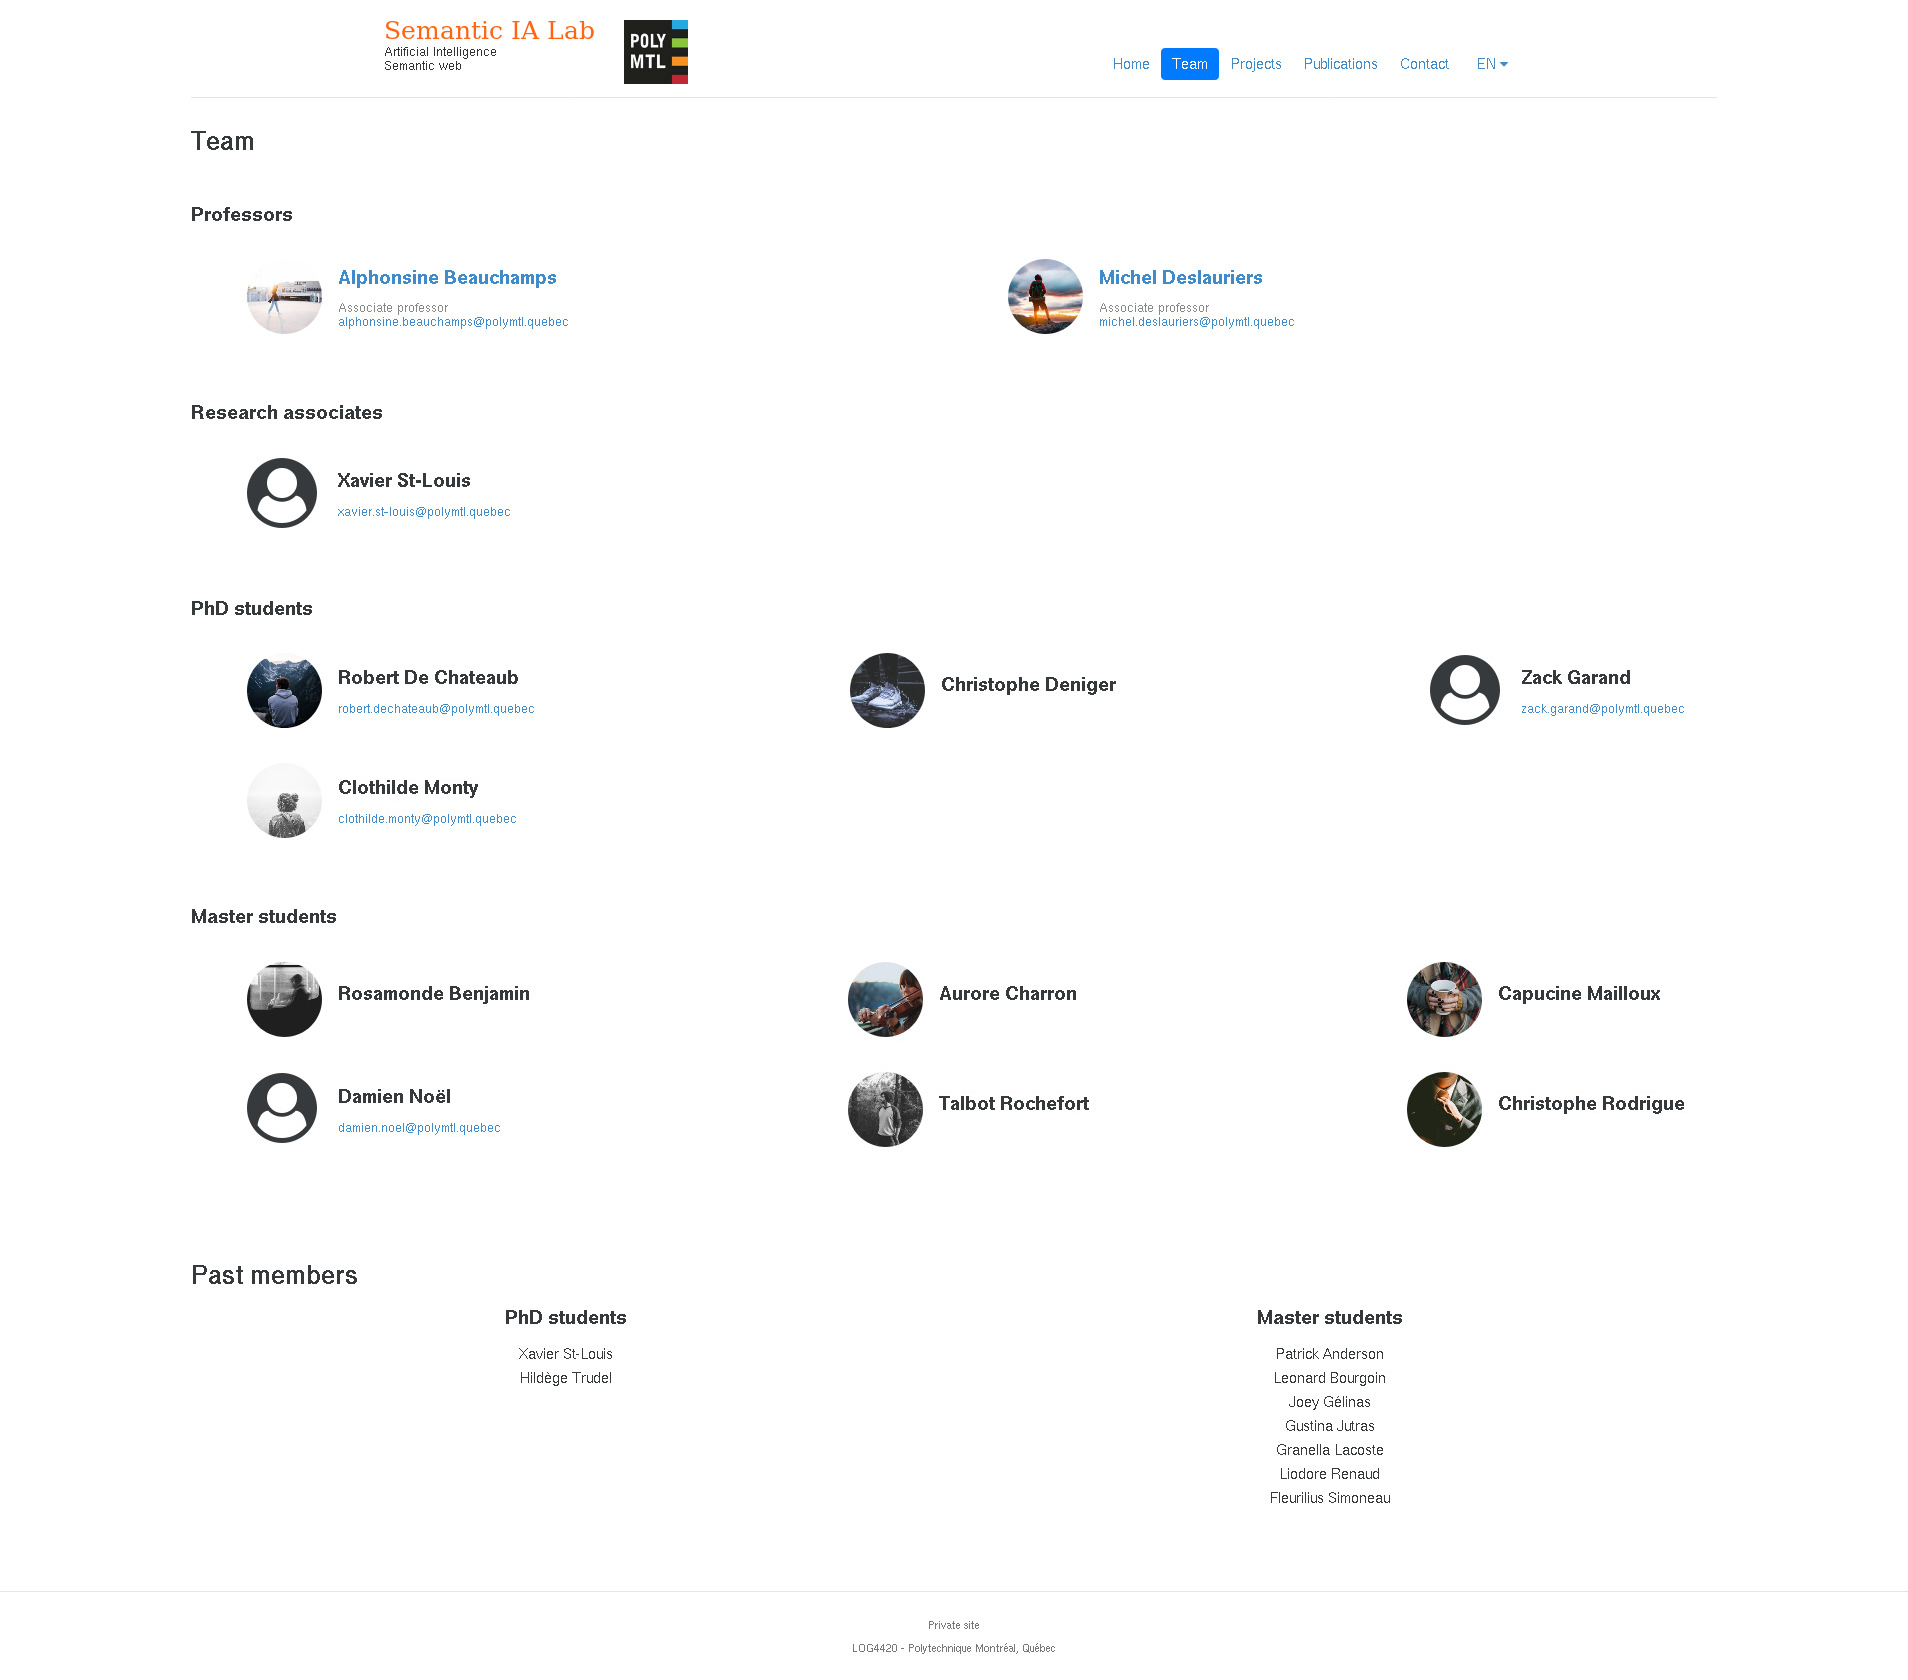 Semantic IA Lab
Artificial Intelligence
Semantic web
POLY
MTL
Home Team Projects Publications Contact EN
Team
Professors
Alphonsine Beauchamps
Associate professor
alphonsine.beauchamps@polymtl.quebec
Michel Deslauriers
Associate professor
michel.deslauriers@polymtl.quebec
Research associates
Xavier St-Louis
xavier.st-louis@polymtl.quebec
PhD students
Robert De Chateaub
robert.dechateaub@polymtl.quebec
Christophe Deniger
Zack Garand
zack.garand@polymtl.quebec
Clothilde Monty
clothilde.monty@polymtl.quebec
Master students
Rosamonde Benjamin
Aurore Charron
Capucine Mailloux
Damien Noël
damien.noel@polymtl.quebec
Talbot Rochefort
Christophe Rodrigue
Past members
PhD students
Xavier St-Louis
Hildège Trudel
Master students
Patrick Anderson
Leonard Bourgoin
Joey Gélinas
Gustina Jutras
Granella Lacoste
Liodore Renaud
Fleurilius Simoneau
Private site
LOG4420 - Polytechnique Montréal, Québec